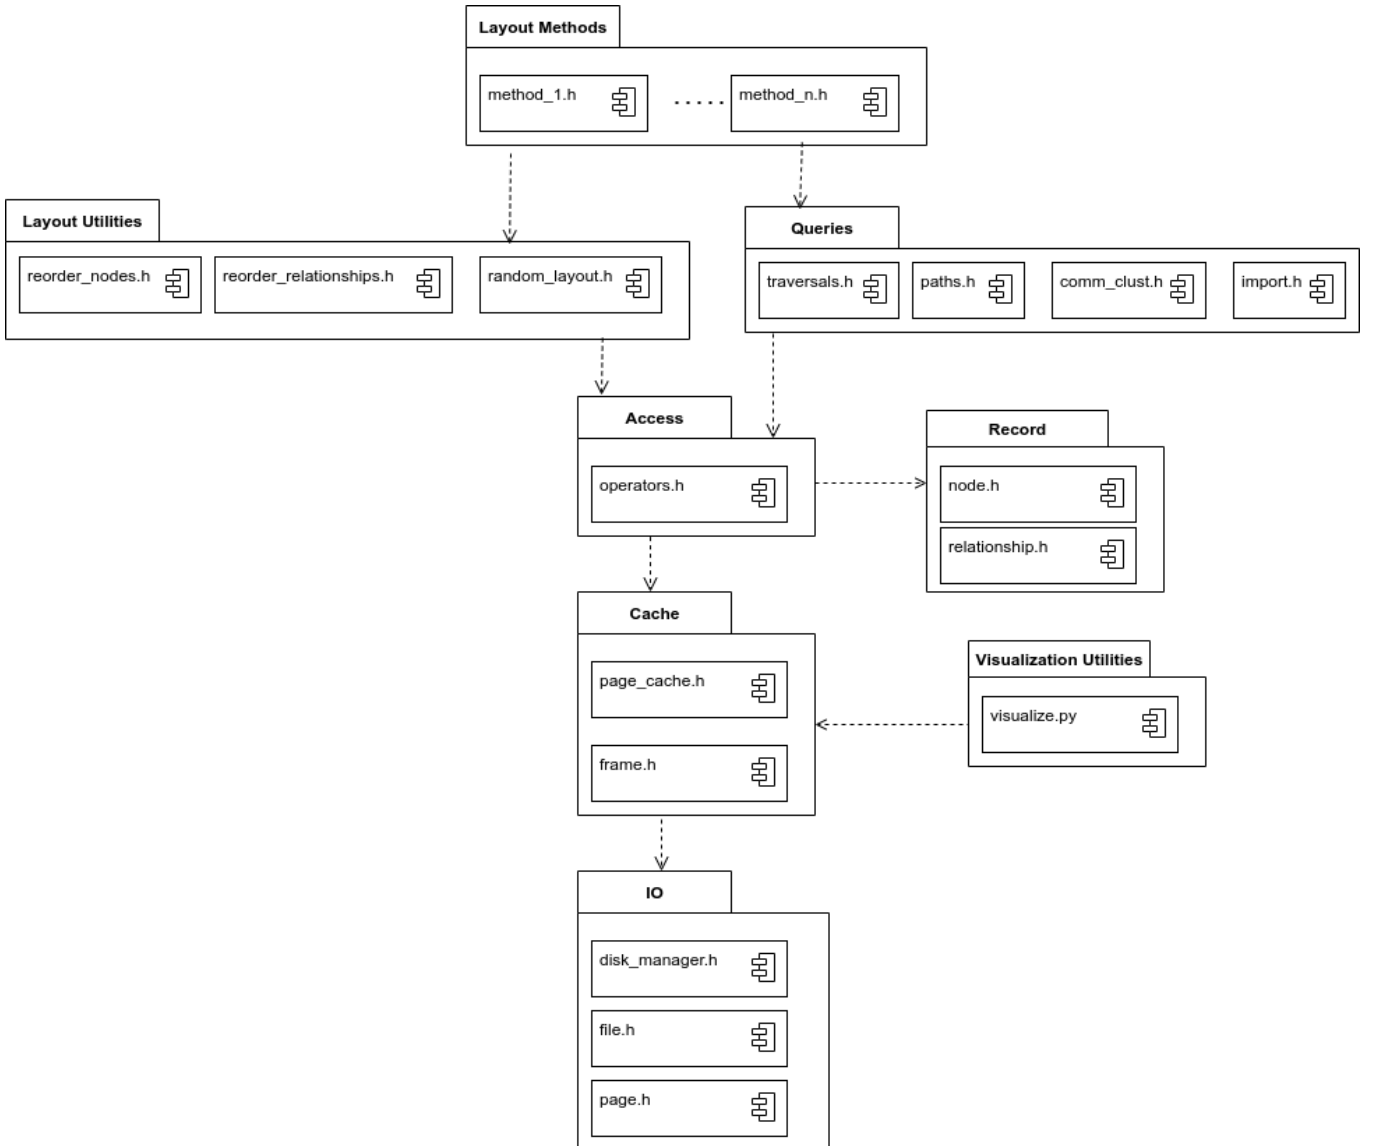 Layout Methods
method_1.h
.....
method_n.h
Layout Utilities
reorder_nodes.h
reorder_relationships.h
random_layout.h
Queries
traversals.h
paths.h
comm_clust.h
import.h
Access
operators.h
Record
node.h
relationship.h
Cache
page_cache.h
frame.h
Visualization Utilities
visualize.py
IO
disk_manager.h
file.h
page.h